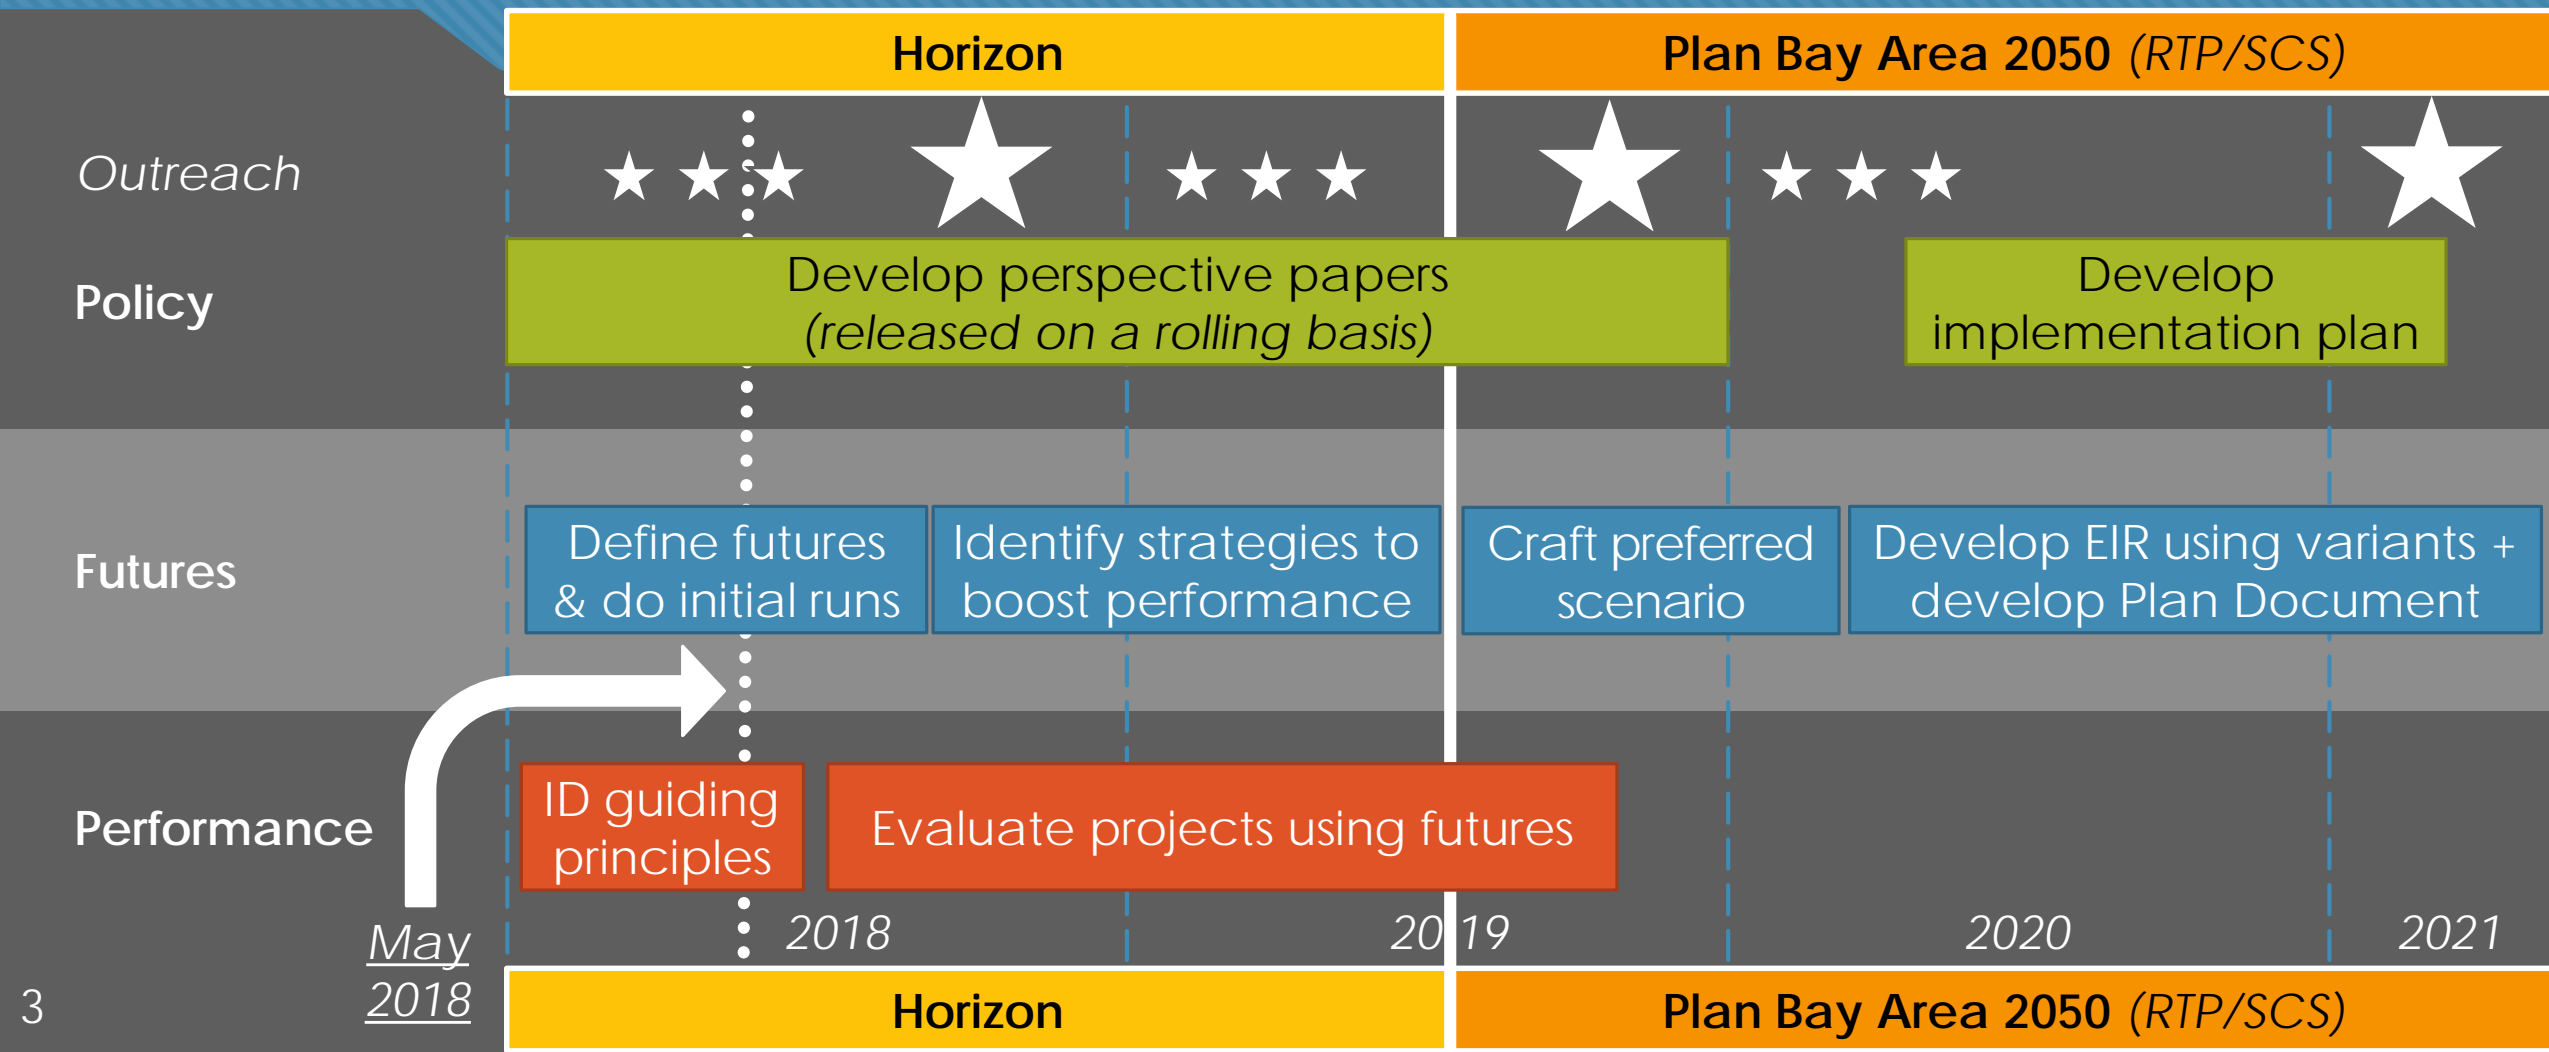 Horizon
Plan Bay Area 2050 (RTP/SCS)
Outreach
Policy
Develop perspective papers
(released on a rolling basis)
Develop
implementation plan
Futures
Define futures
& do initial runs
Identify strategies to
boost performance
Craft preferred
scenario
Develop EIR using variants +
develop Plan Document
Performance
ID guiding
principles
Evaluate projects using futures
May
2018
2018
2019
2020
2021
3
Horizon
Plan Bay Area 2050 (RTP/SCS)